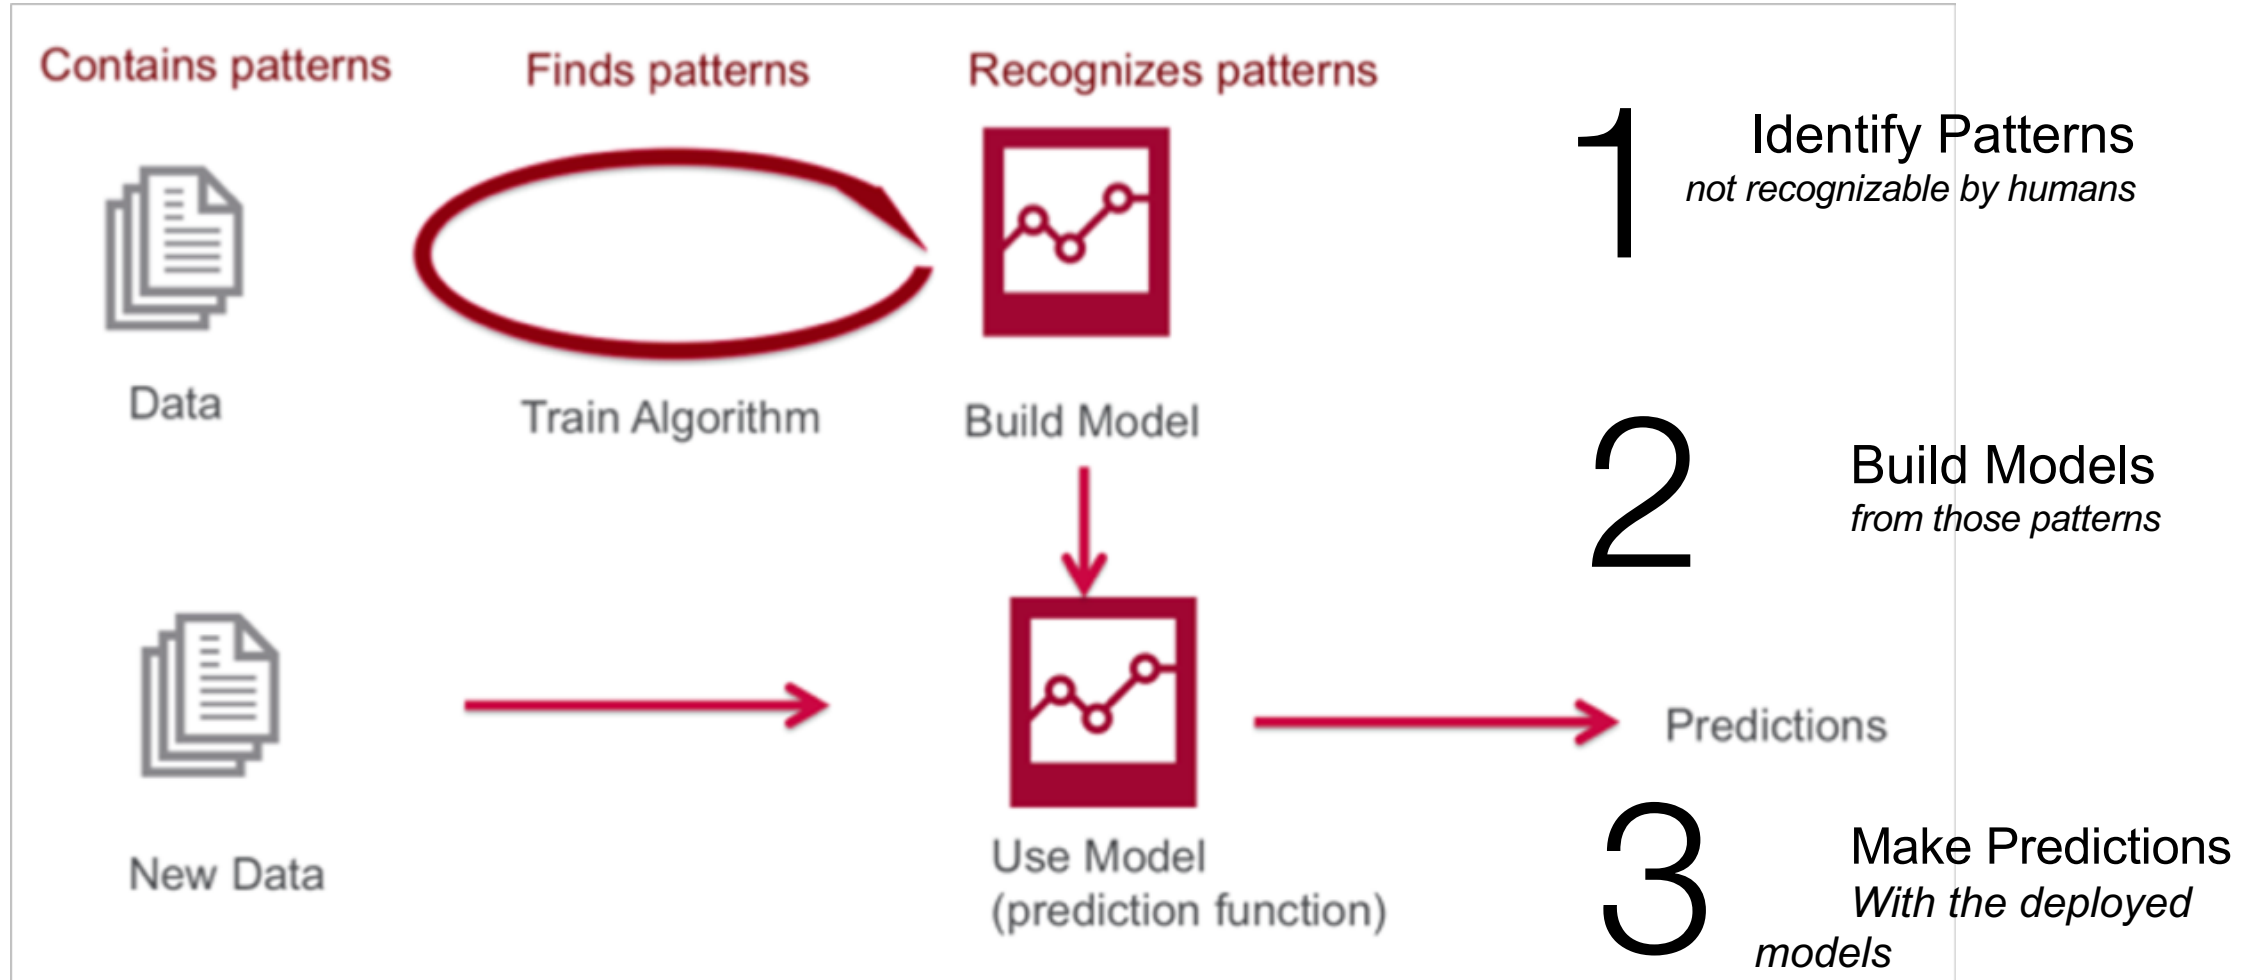 Contains patterns
Finds patterns
Recognizes patterns
Data
Train Algorithm
Build Model
New Data
Use Model
(prediction function)
Predictions
1
Identify Patterns
not recognizable by humans
2
Build Models
from those patterns
3
Make Predictions
With the deployed
models